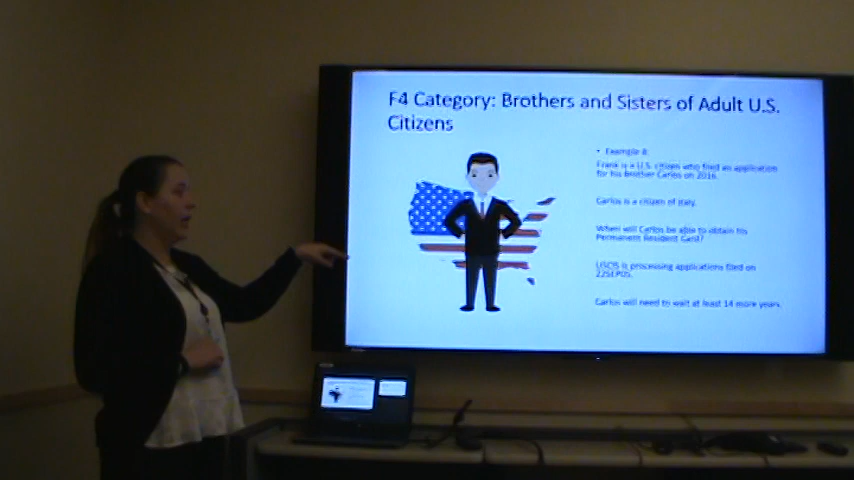 F4 Category: Brothers and Sisters of Adult U.S.
Citizens
• Example 8:
Frank is a U.S. citizen who filed an application
for his Brother Carlos on 2016.
Carlos is a citizen of Italy.
When will Carlos be able to obtain his
Permanent Resident Card?
USCIS is processing applications filed on
22SEP05.
Carlos will need to wait at least 14 more years.